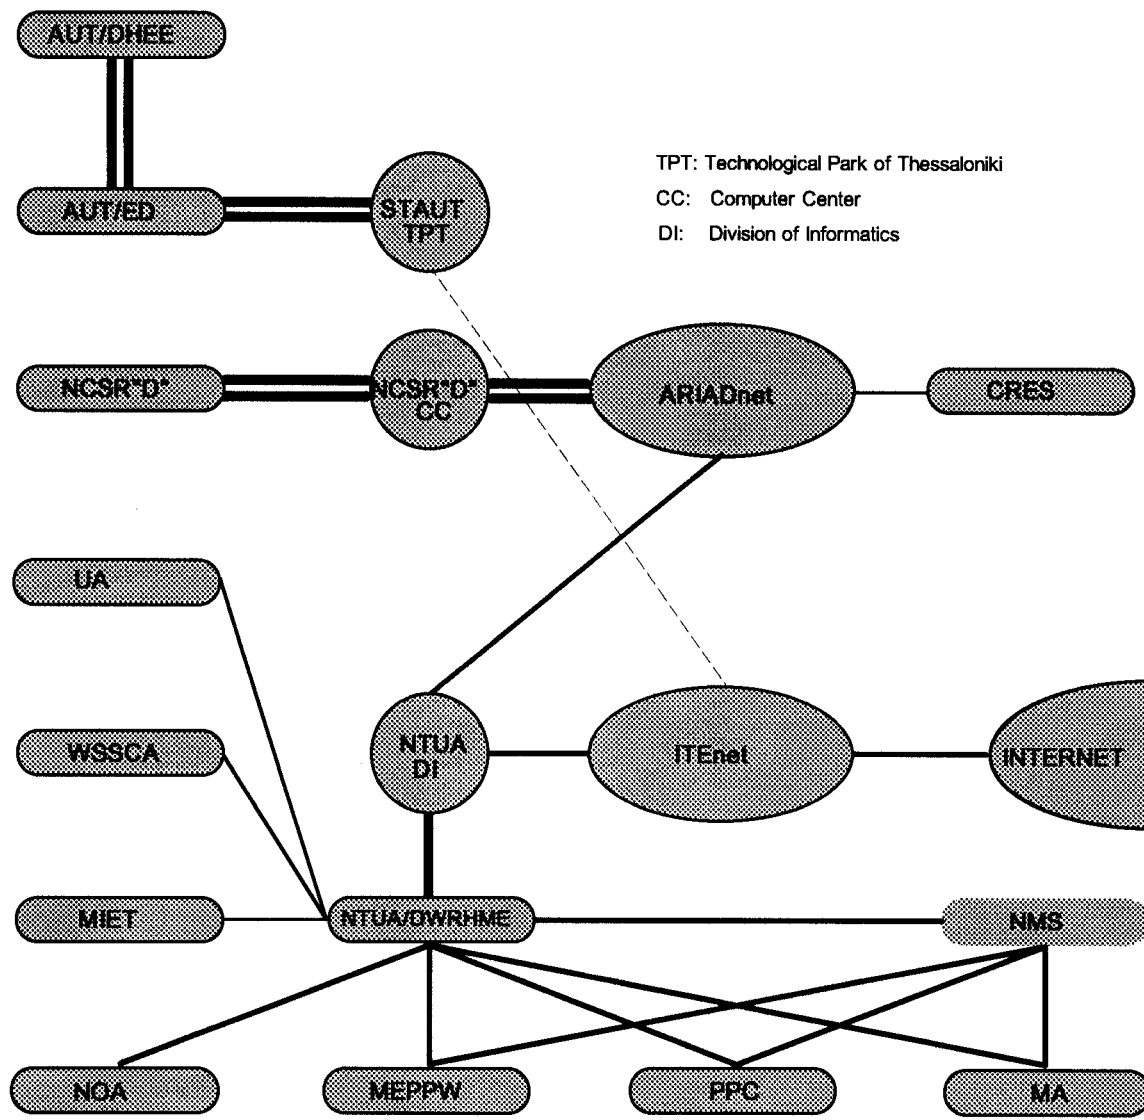 AUT/DHEE
TPT: Technological Park of Thessaloniki
CC: Computer Center
DI: Division of Informatics
AUT/ED
STAUT
TPT
NCSR"D"
NCSR"D"
CC
ARIADnet
CRES
UA
WSSCA
NTUA
DI
ITEnet
INTERNET
MIET
NTUA/DWRHME
NMS
NOA
MEPPW
PPC
MA